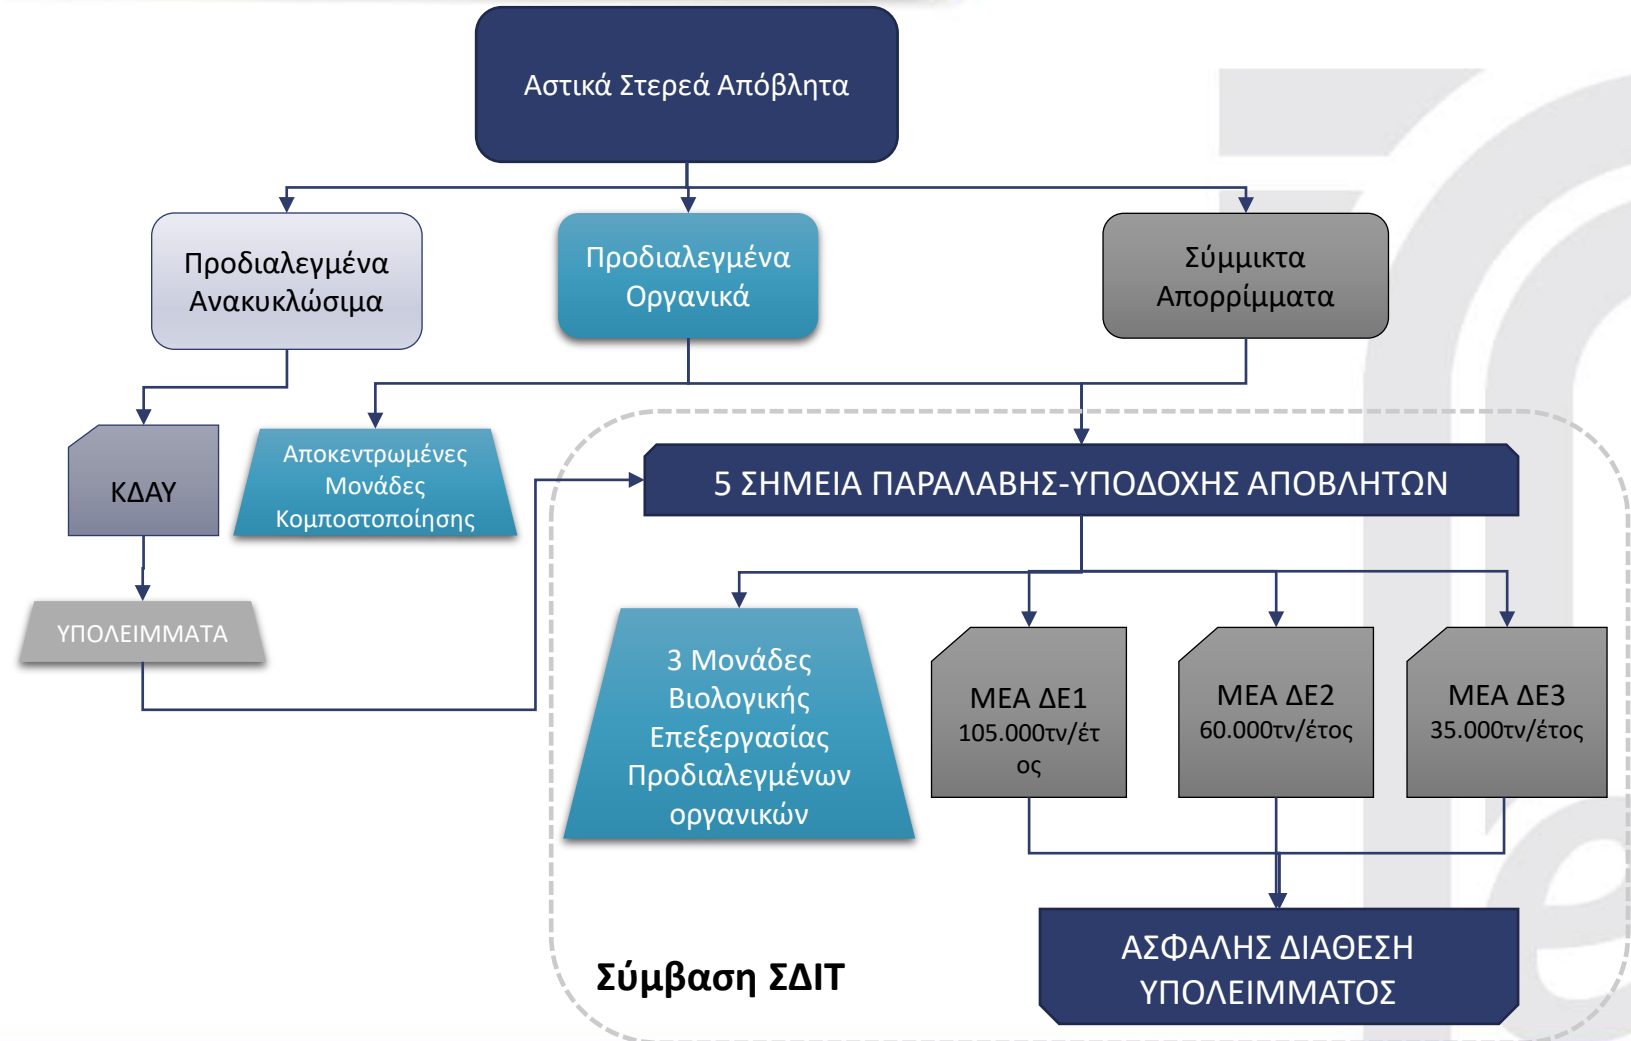 Αστικά Στερεά Απόβλητα
Προδιαλεγμένα
Ανακυκλώσιμα
Προδιαλεγμένα
Οργανικά
Σύμμικτα
Απορρίμματα
ΚΔΑΥ
Αποκεντρωμένες
Μονάδες
Κομποστοποίησης
5 ΣΗΜΕΙΑ ΠΑΡΑΛΑΒΗΣ-ΥΠΟΔΟΧΗΣ ΑΠΟΒΛΗΤΩΝ
ΥΠΟΛΕΙΜΜΑΤΑ
3 Μονάδες
Βιολογικής
Επεξεργασίας
Προδιαλεγμένων
οργανικών
ΜΕΑ ΔΕ1
105.000τν/έτ
ος
ΜΕΑ ΔΕ2
60.000τν/έτος
ΜΕΑ ΔΕ3
35.000τν/έτος
Σύμβαση ΣΔΙΤ
ΑΣΦΑΛΗΣ ΔΙΑΘΕΣΗ
ΥΠΟΛΕΙΜΜΑΤΟΣ